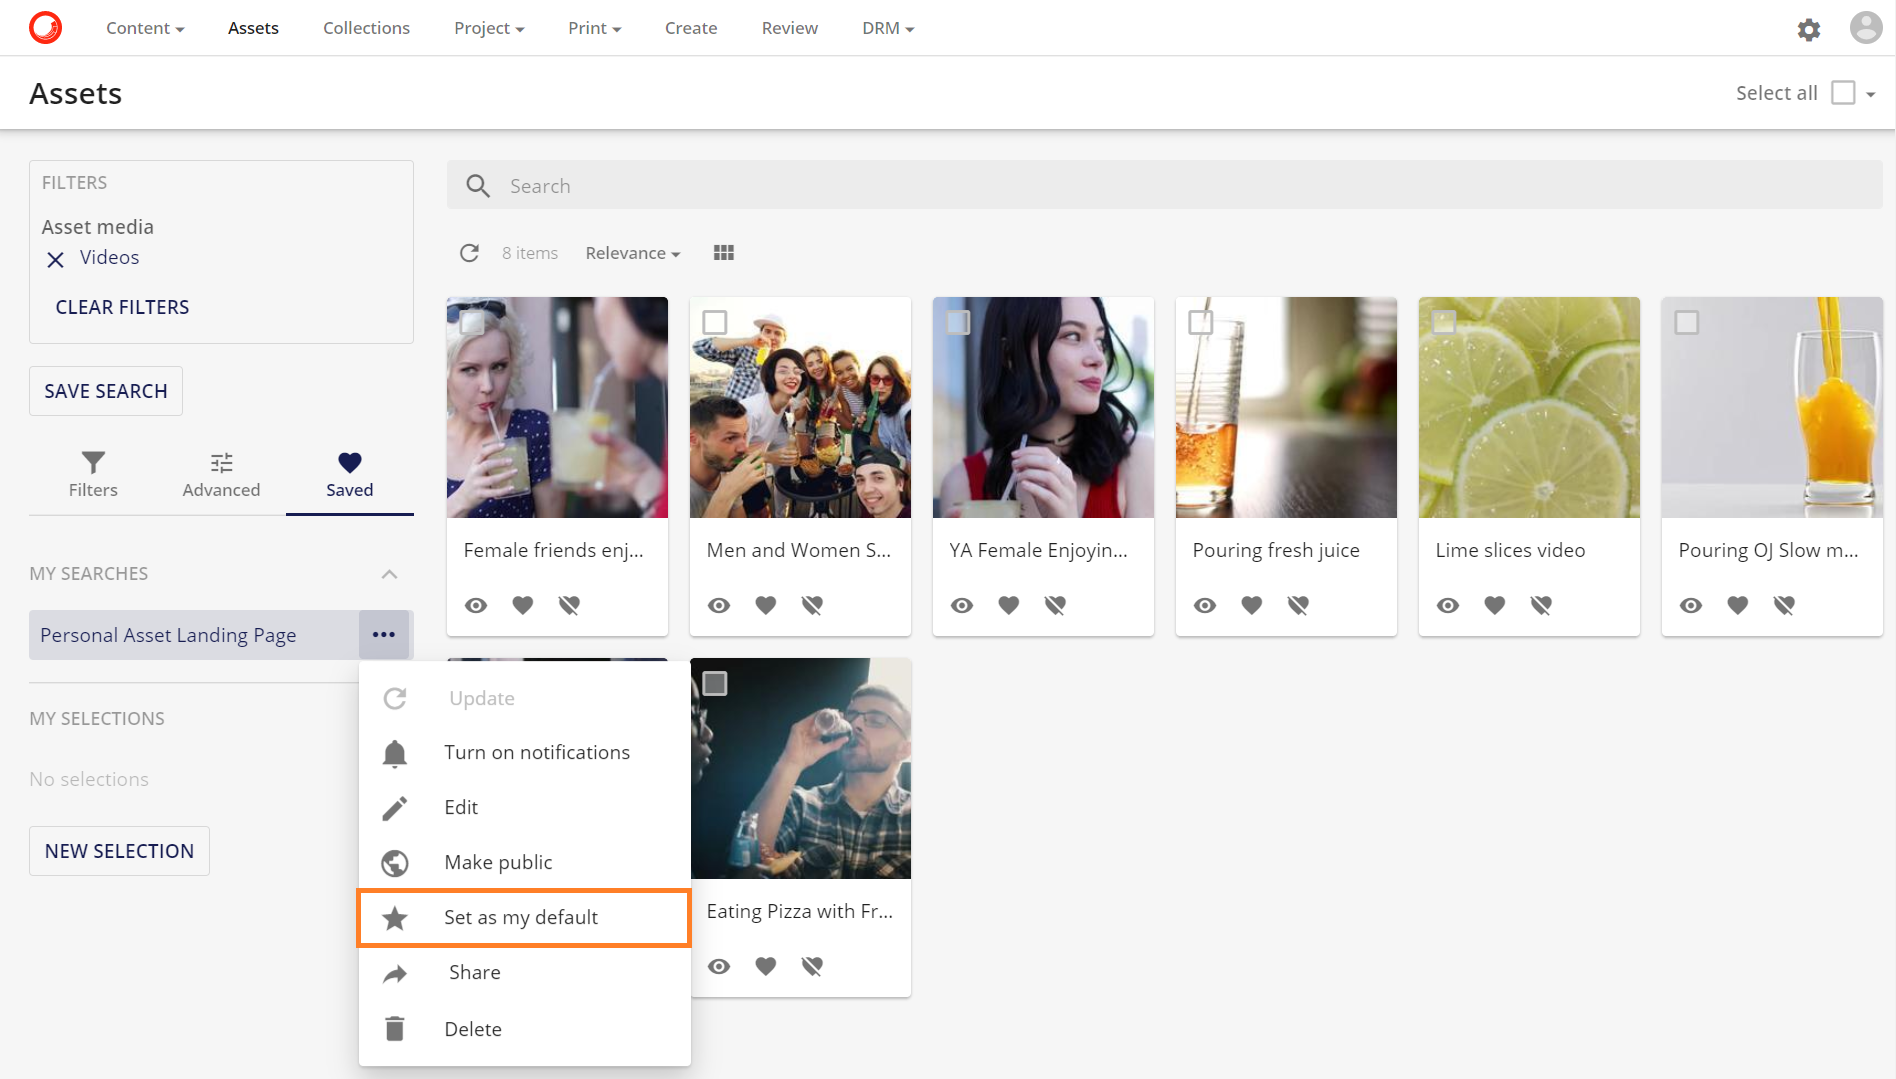 Content
Assets
Collections
Project
Print
Create
Review
DRM
Assets
Select all
FILTERS
Asset media
Videos
CLEAR FILTERS
SAVE SEARCH
Filters
Advanced
Saved
MY SEARCHES
Personal Asset Landing Page
MY SELECTIONS
No selections
NEW SELECTION
Update
Turn on notifications
Edit
Make public
Set as my default
Share
Delete
Search
8 items
Relevance
Female friends enj...
Men and Women S...
YA Female Enjoyin...
Pouring fresh juice
Lime slices video
Pouring OJ Slow m...
Eating Pizza with Fr...